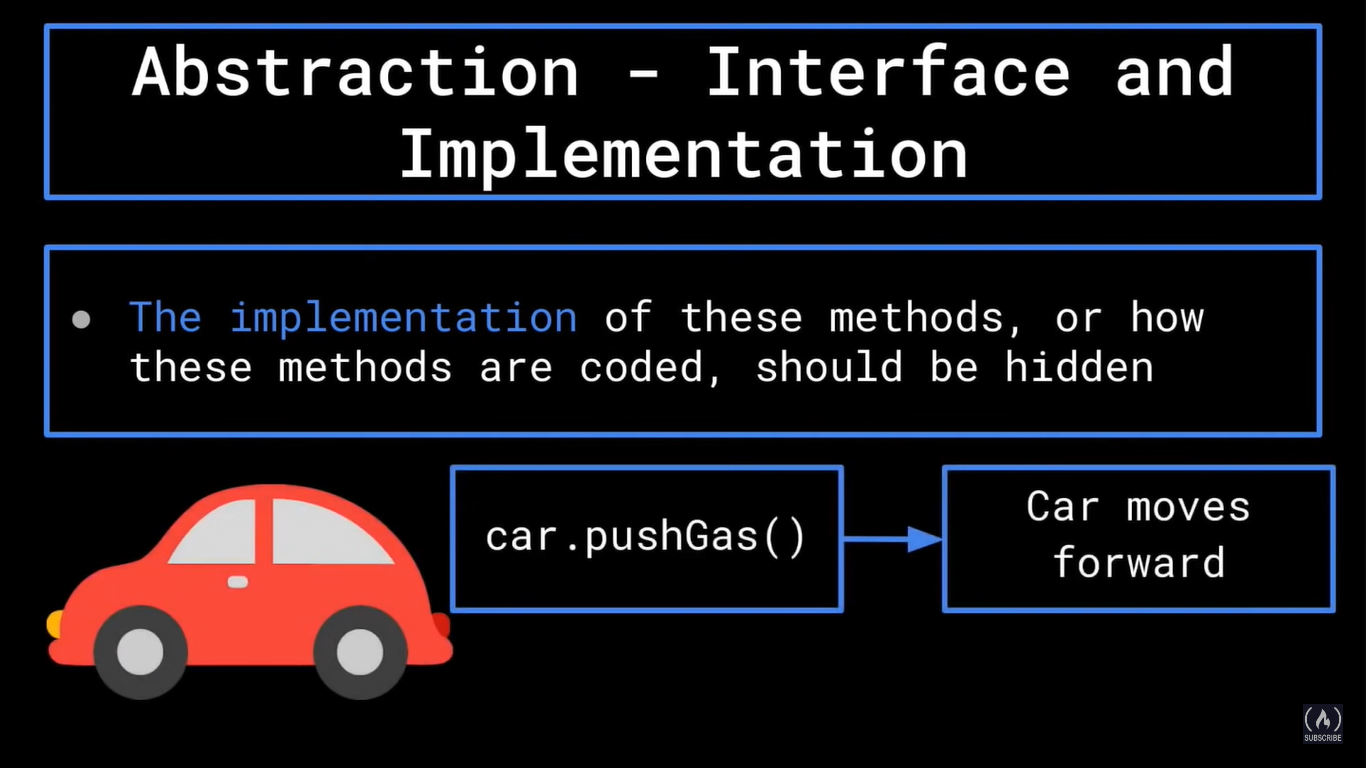 Abstraction - Interface and
Implementation
● The implementation of these methods, or how
these methods are coded, should be hidden
car.pushGas()
Car moves
forward
SUBSCRIBE